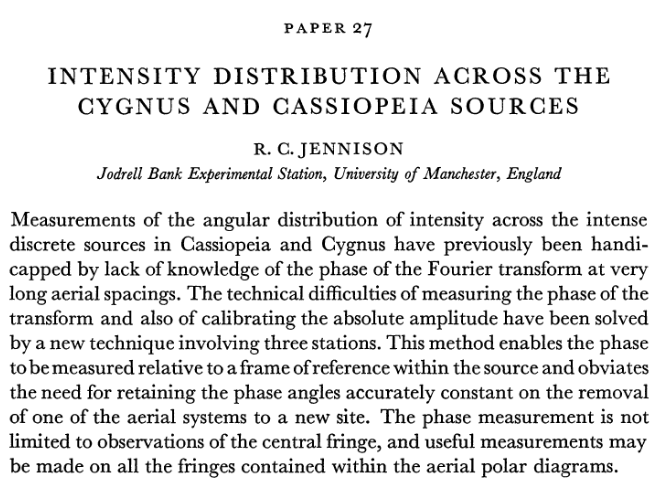 PAPER 27
INTENSITY DISTRIBUTION ACROSS THE
CYGNUS AND CASSIOPEIA SOURCES
R. C. JENNISON
Jodrell Bank Experimental Station, University of Manchester, England
Measurements of the angular distribution of intensity across the intense
discrete sources in Cassiopeia and Cygnus have previously been handi-
capped by lack of knowledge of the phase of the Fourier transform at very
long aerial spacings. The technical difficulties of measuring the phase of the
transform and also of calibrating the absolute amplitude have been solved
by a new technique involving three stations. This method enables the phase
to be measured relative to a frame of reference within the source and obviates
the need for retaining the phase angles accurately constant on the removal
of one of the aerial systems to a new site. The phase measurement is not
limited to observations of the central fringe, and useful measurements may
be made on all the fringes contained within the aerial polar diagrams.